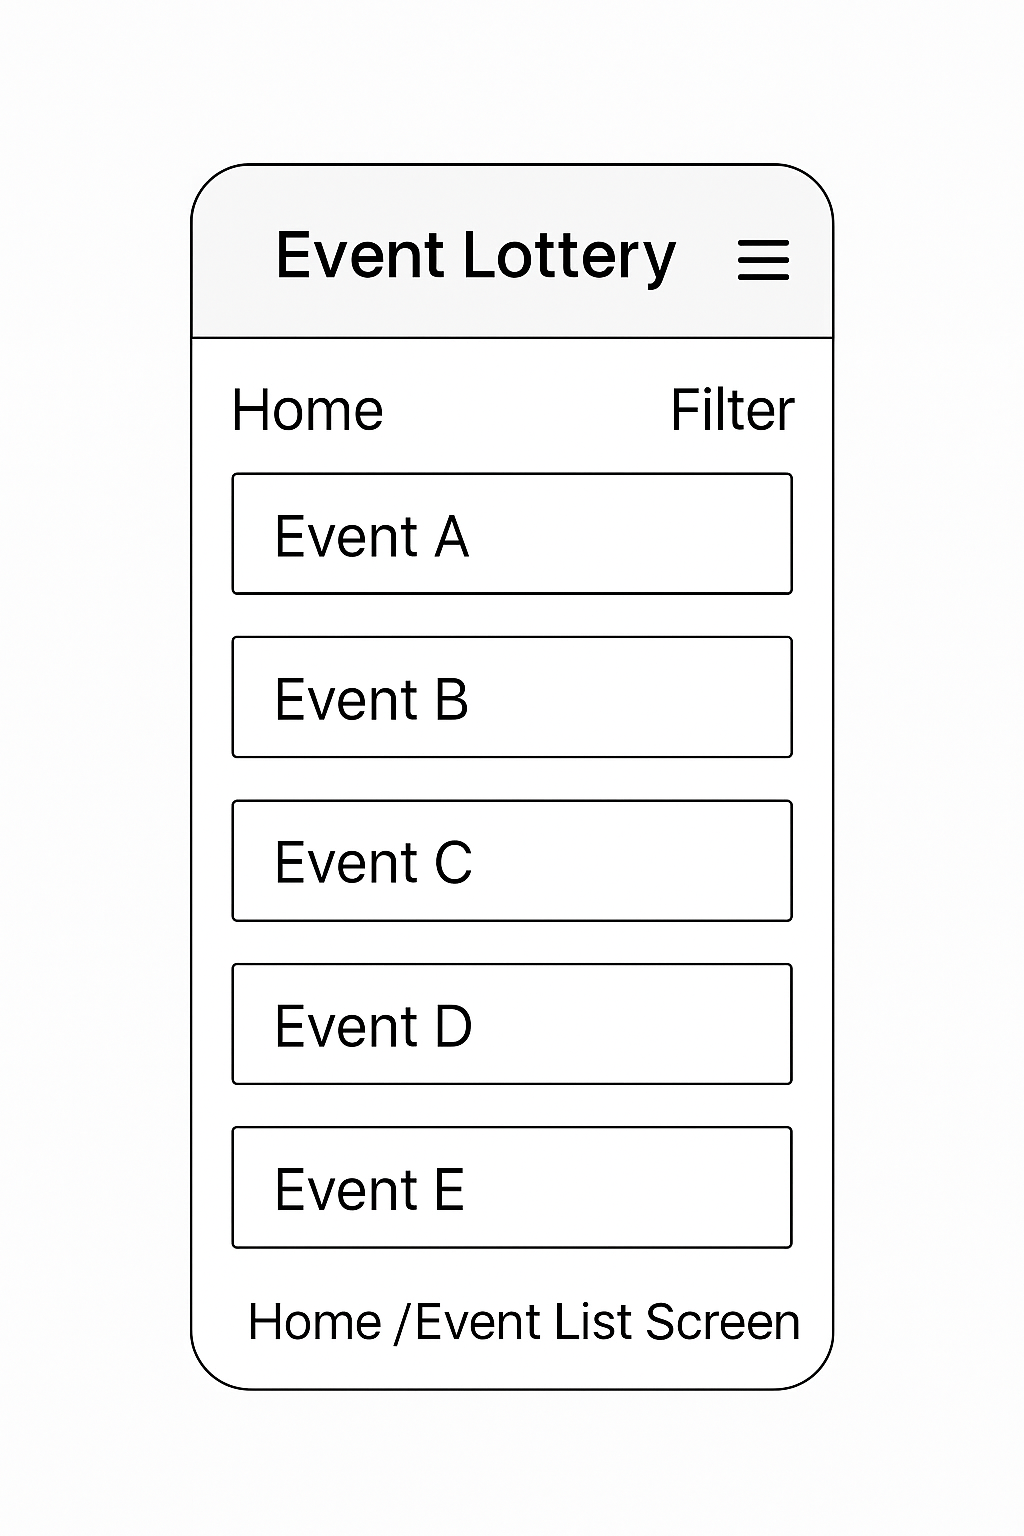 Event Lottery
Home Filter
Event A
Event B
Event C
Event D
Event E
Home /Event List Screen